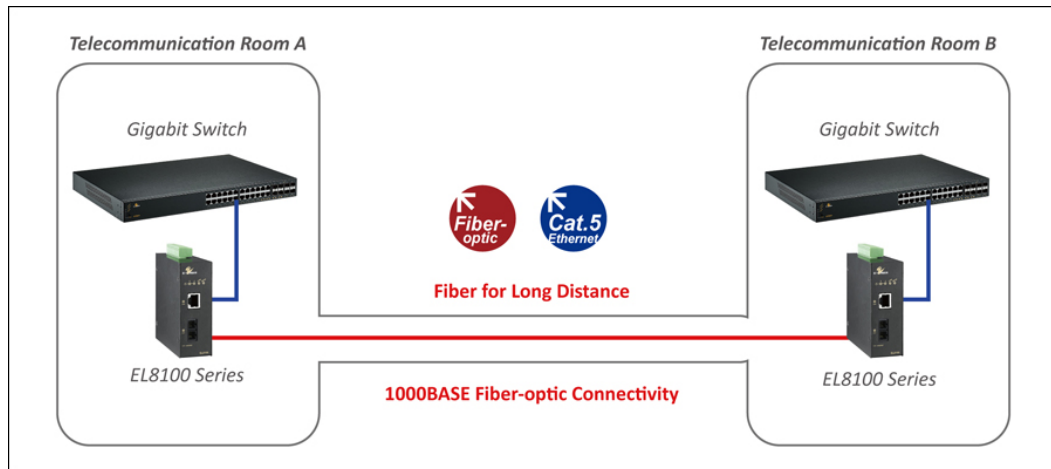 Telecommunication Room A
Telecommunication Room B
Gigabit Switch
Gigabit Switch
Fiber-
optic
Cat.5
Ethernet
Fiber for Long Distance
EL8100 Series
EL8100 Series
1000BASE Fiber-optic Connectivity